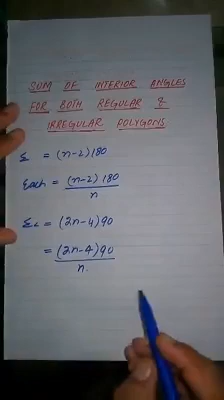 SUM OF INTERIOR ANGLES
FOR BOTH REGULAR &
IRREGULAR POLYGONS
Σ = (n-2)180
Each = (n-2)180
n
Σ = (2n-4)90
= (2n-4)90
n.